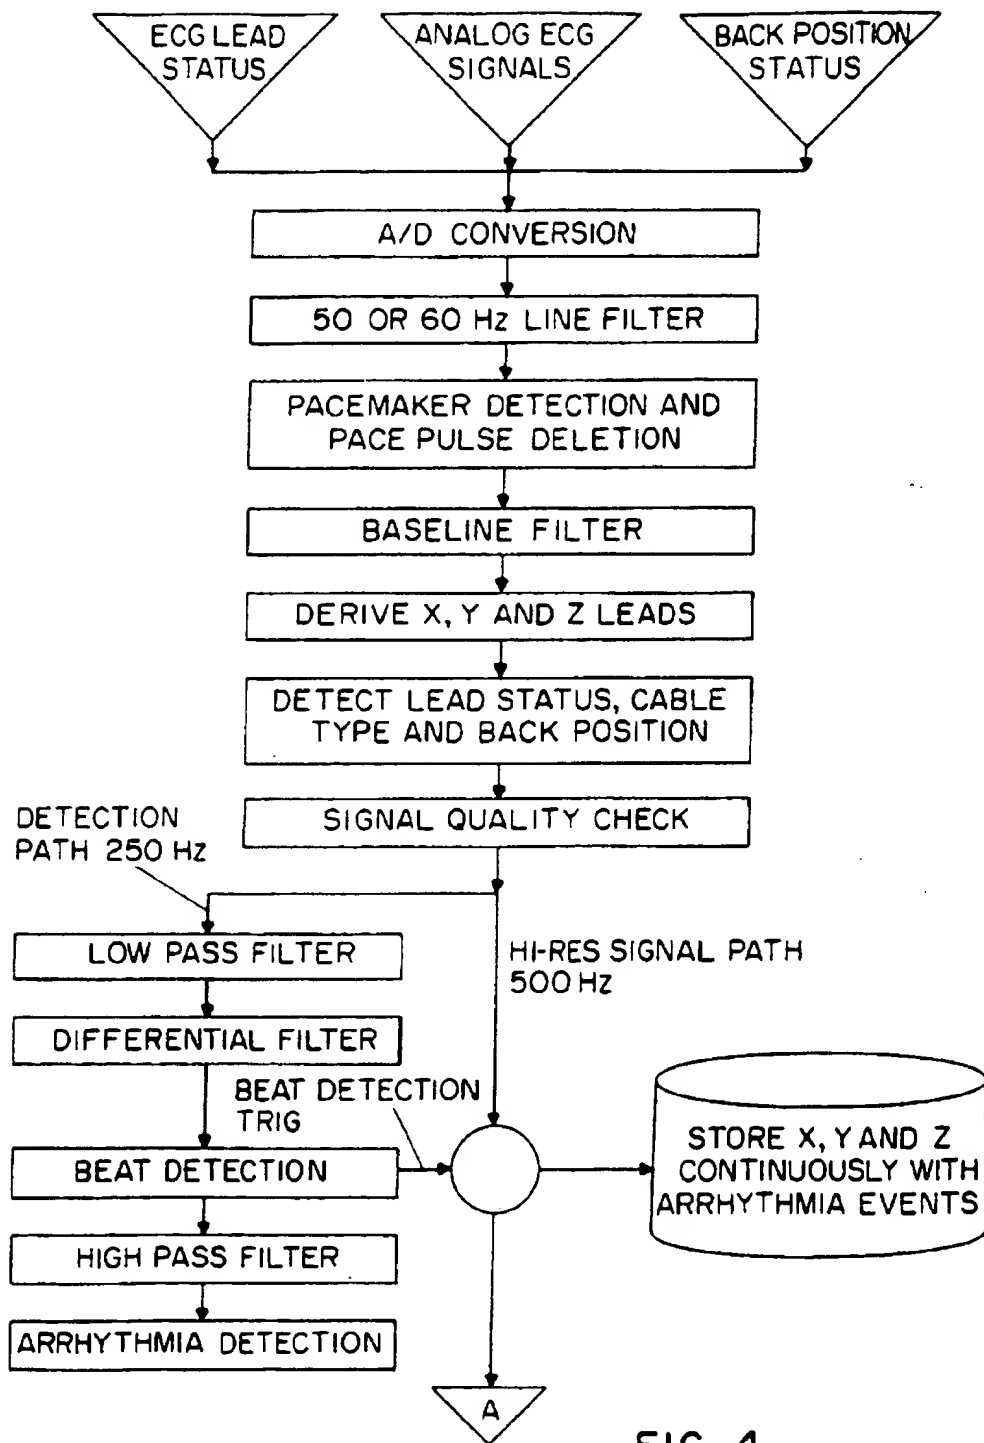 ECG LEAD
STATUS
ANALOG ECG
SIGNALS
BACK POSITION
STATUS
A/D CONVERSION
50 OR 60 Hz LINE FILTER
PACEMAKER DETECTION AND
PACE PULSE DELETION
BASELINE FILTER
DERIVE X, Y AND Z LEADS
DETECT LEAD STATUS, CABLE
TYPE AND BACK POSITION
SIGNAL QUALITY CHECK
DETECTION
PATH 250 Hz
LOW PASS FILTER
HI-RES SIGNAL PATH
500 Hz
DIFFERENTIAL FILTER
BEAT DETECTION
TRIG
BEAT DETECTION
STORE X, Y AND Z
CONTINUOUSLY WITH
ARRHYTHMIA EVENTS
HIGH PASS FILTER
ARRHYTHMIA DETECTION
A